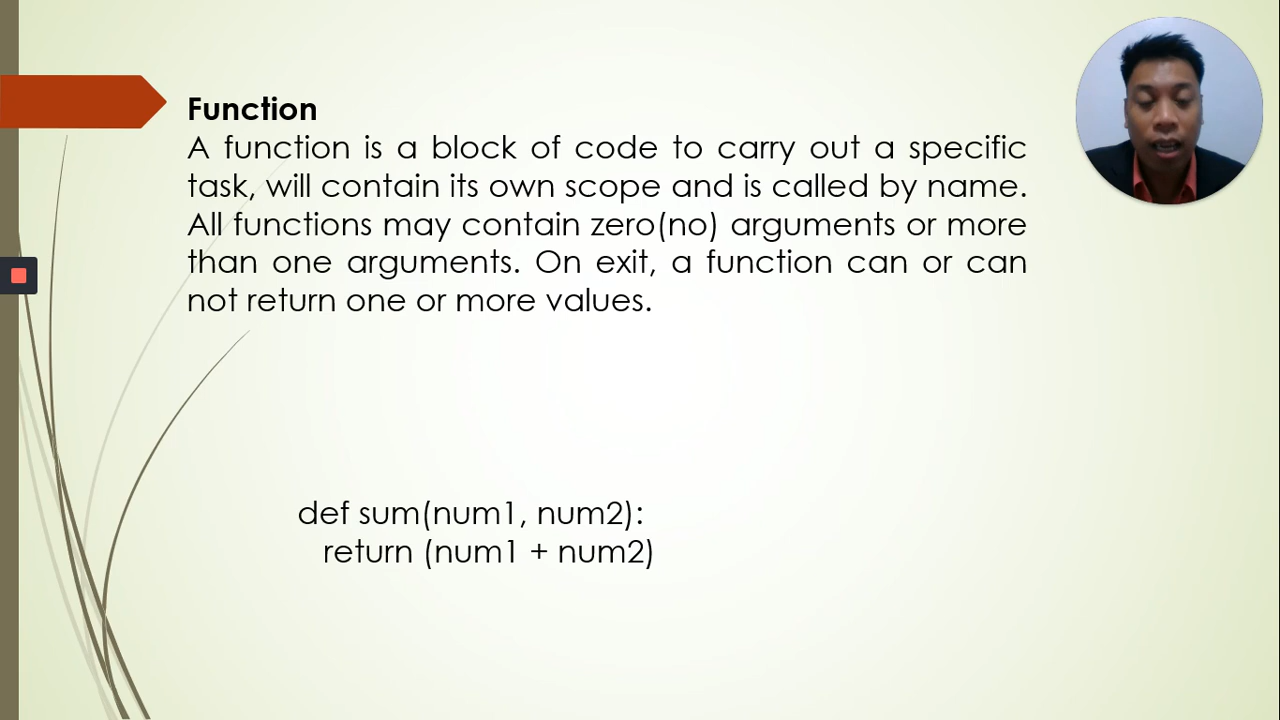 Function
A function is a block of code to carry out a specific
task, will contain its own scope and is called by name.
All functions may contain zero(no) arguments or more
than one arguments. On exit, a function can or can
not return one or more values.
def sum(num1, num2):
return (num1 + num2)